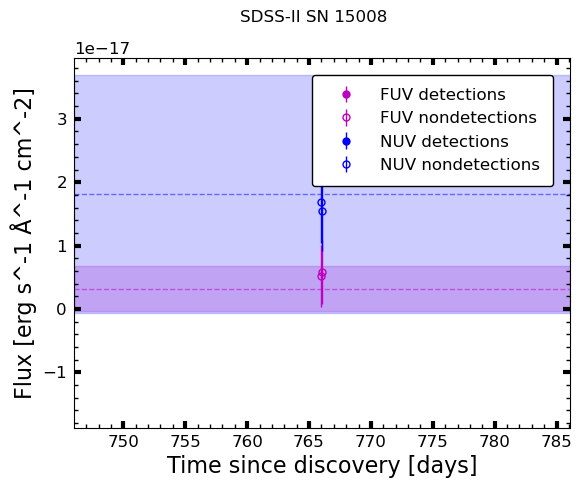 SDSS-II SN 15008
1e−17
FUV detections
FUV nondetections
NUV detections
NUV nondetections
3
2
1
0
−1
Flux [erg s^-1 Å^-1 cm^-2]
750 755 760 765 770 775 780 785
Time since discovery [days]